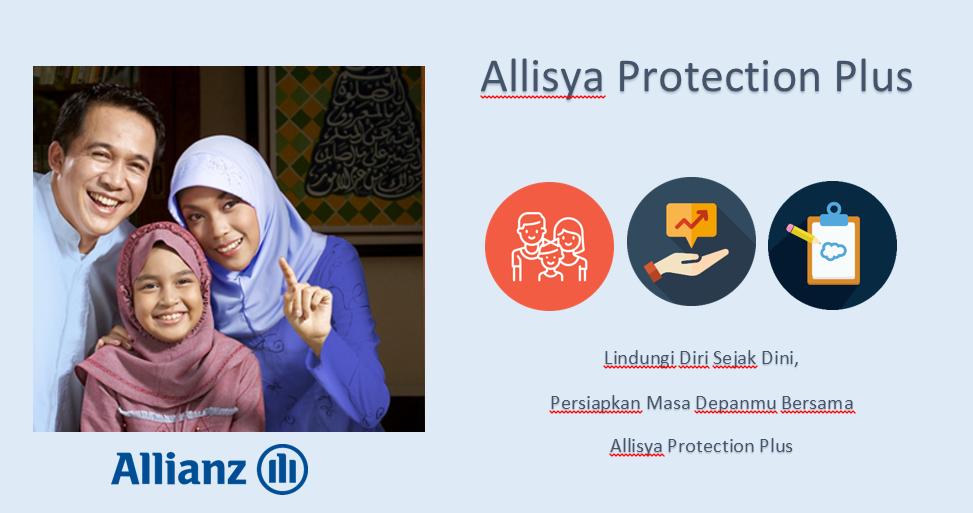 Allisya Protection Plus
Lindungi Diri Sejak Dini,
Persiapkan Masa Depanmu Bersama
Allisya Protection Plus
Allianz